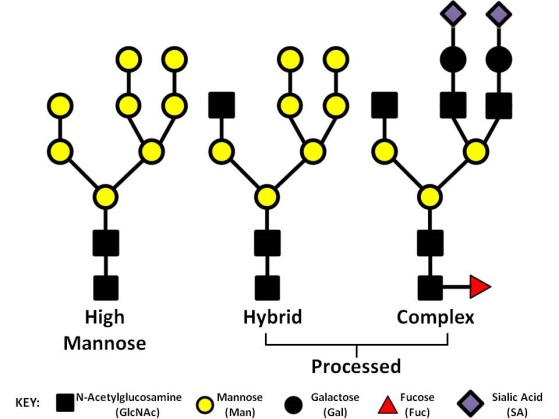 High
Mannose
Hybrid
Complex
Processed
KEY:
N-Acetylglucosamine
(GlcNAc)
Mannose
(Man)
Galactose
(Gal)
Fucose
(Fuc)
Sialic Acid
(SA)